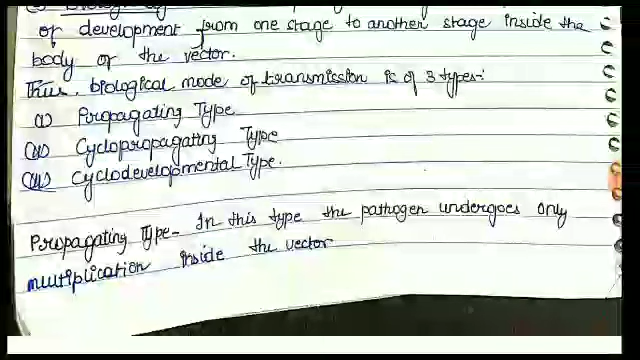 of development from one stage to another stage inside the
body of the vector.
Thus, biological mode of transmission is of 3 types:-
(i) Propagating Type
(ii) Cyclopropagating Type
(iii) Cyclodevelopmental Type.
Propagating Type- In this type the pathogen undergoes only
multiplication inside the vector